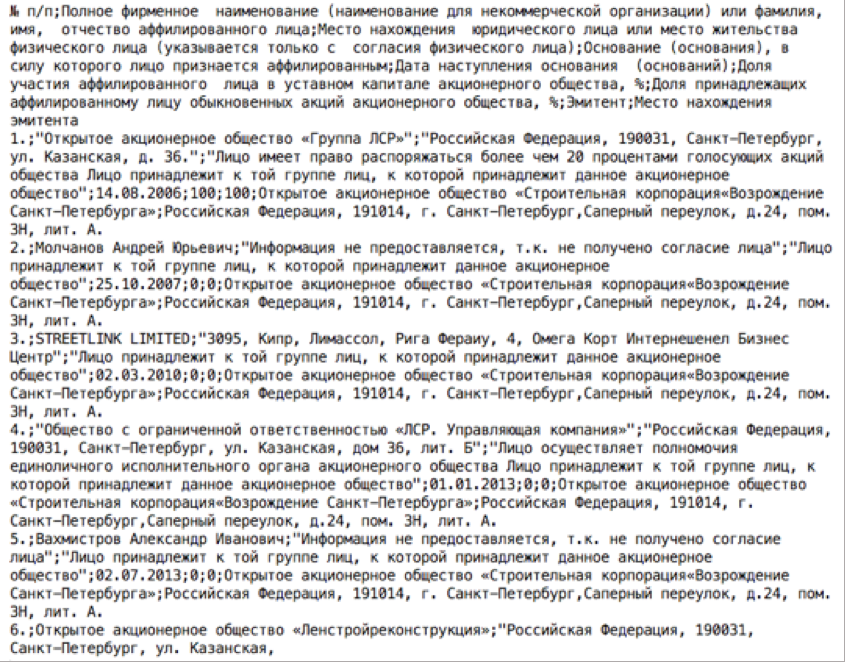 № п/п;Полное фирменное  наименование (наименование для некоммерческой организации) или фамилия,
имя,  отчество аффилированного лица;Место нахождения  юридического лица или место жительства
физического лица (указывается только с  согласия физического лица);Основание (основания), в
силу которого лицо признается аффилированным;Дата наступления основания  (оснований);Доля
участия аффилированного  лица в уставном капитале акционерного общества, %;Доля принадлежащих
аффилированному лицу обыкновенных акций акционерного общества, %;Эмитент;Место нахождения
эмитента
1.;"Открытое акционерное общество «Группа ЛСР»";"Российская Федерация, 190031, Санкт-Петербург,
ул. Казанская, д. 36.";"Лицо имеет право распоряжаться более чем 20 процентами голосующих акций
общества Лицо принадлежит к той группе лиц, к которой принадлежит данное акционерное
общество";14.08.2006;100;100;Открытое акционерное общество «Строительная корпорация«Возрождение
Санкт-Петербурга»;Российская Федерация, 191014, г. Санкт-Петербург,Саперный переулок, д.24, пом.
3Н, лит. А.
2.;Молчанов Андрей Юрьевич;"Информация не предоставляется, т.к. не получено согласие лица";"Лицо
принадлежит к той группе лиц, к которой принадлежит данное акционерное
общество";25.10.2007;0;0;Открытое акционерное общество «Строительная корпорация«Возрождение
Санкт-Петербурга»;Российская Федерация, 191014, г. Санкт-Петербург,Саперный переулок, д.24, пом.
3Н, лит. А.
3.;STREETLINK LIMITED;"3095, Кипр, Лимассол, Рига Фераиу, 4, Омега Корт Интернешенел Бизнес
Центр";"Лицо принадлежит к той группе лиц, к которой принадлежит данное акционерное
общество";02.03.2010;0;0;Открытое акционерное общество «Строительная корпорация«Возрождение
Санкт-Петербурга»;Российская Федерация, 191014, г. Санкт-Петербург,Саперный переулок, д.24, пом.
3Н, лит. А.
4.;"Общество с ограниченной ответственностью «ЛСР. Управляющая компания»";"Российская Федерация,
190031, Санкт-Петербург, ул. Казанская, дом 36, лит. Б";"Лицо осуществляет полномочия
единоличного исполнительного органа акционерного общества Лицо принадлежит к той группе лиц, к
которой принадлежит данное акционерное общество";01.01.2013;0;0;Открытое акционерное общество
«Строительная корпорация«Возрождение Санкт-Петербурга»;Российская Федерация, 191014, г.
Санкт-Петербург,Саперный переулок, д.24, пом. 3Н, лит. А.
5.;Вахмистров Александр Иванович;"Информация не предоставляется, т.к. не получено согласие
лица";"Лицо принадлежит к той группе лиц, к которой принадлежит данное акционерное
общество";02.07.2013;0;0;Открытое акционерное общество «Строительная корпорация«Возрождение
Санкт-Петербурга»;Российская Федерация, 191014, г. Санкт-Петербург,Саперный переулок, д.24, пом.
3Н, лит. А.
6.;Открытое акционерное общество «Ленстройреконструкция»;"Российская Федерация, 190031,
Санкт-Петербург, ул. Казанская,